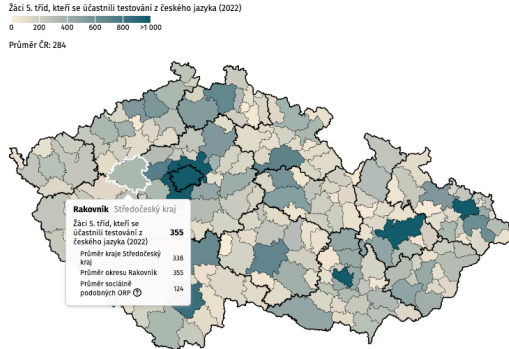 Žáci 5. tříd, kteří se účastnili testování z českého jazyka (2022)
0 200 400 600 800 >1 000
Průměr ČR: 284
Rakovník Středočeský kraj
Žáci 5. tříd, kteří se
účastnili testování z 355
českého jazyka (2022)
Průměr kraje Středočeský 338
kraj
Průměr okresu Rakovník 355
Průměr sociálně 124
podobných ORP ?